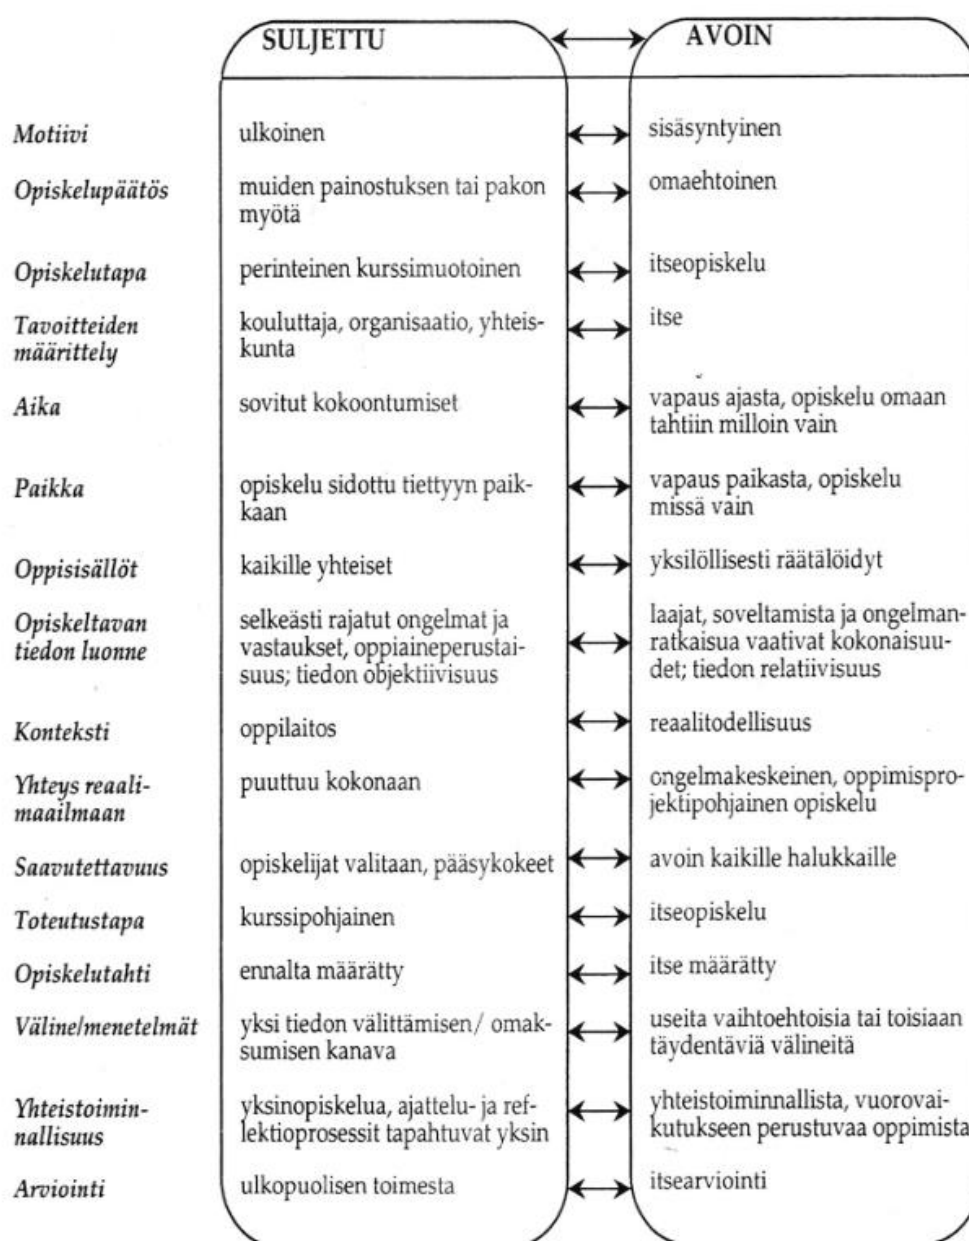 SULJETTU AVOIN
Motiivi ulkoinen sisäsyntyinen
Opiskelupäätös muiden painostuksen tai pakon omaehtoinen
myötä
Opiskelutapa perinteinen kurssimuotoinen itseopiskelu
Tavoitteiden kouluttaja, organisaatio, yhteis- itse
määrittely kunta
Aika sovitut kokoontumiset vapaus ajasta, opiskelu omaan
tahtiin milloin vain
Paikka opiskelu sidottu tiettyyn paik- vapaus paikasta, opiskelu
kaan missä vain
Oppisisällöt kaikille yhteiset yksilöllisesti räätälöidyt
Opiskeltavan selkeästi rajatut ongelmat ja laajat, soveltamista ja ongelman-
tiedon luonne vastaukset, oppiaineperustai- ratkaisua vaativat kokonaisuu-
suus; tiedon objektiivisuus det; tiedon relatiivisuus
Konteksti oppilaitos reaalitodellisuus
Yhteys reaali- puuttuu kokonaan ongelmakeskeinen, oppimispro-
maailmaan jektipohjainen opiskelu
Saavutettavuus opiskelijat valitaan, pääsykokeet avoin kaikille halukkaille
Toteutustapa kurssipohjainen itseopiskelu
Opiskelutahti ennalta määrätty itse määrätty
Väline/menetelmät yksi tiedon välittämisen/ omak- useita vaihtoehtoisia tai toisiaan
sumisen kanava täydentäviä välineitä
Yhteistoimin- yksinopiskelua, ajattelu- ja ref- yhteistoiminnallista, vuorovai-
nallisuus lektioprosessit tapahtuvat yksin kutukseen perustuvaa oppimista
Arviointi ulkopuolisen toimesta itsearviointi